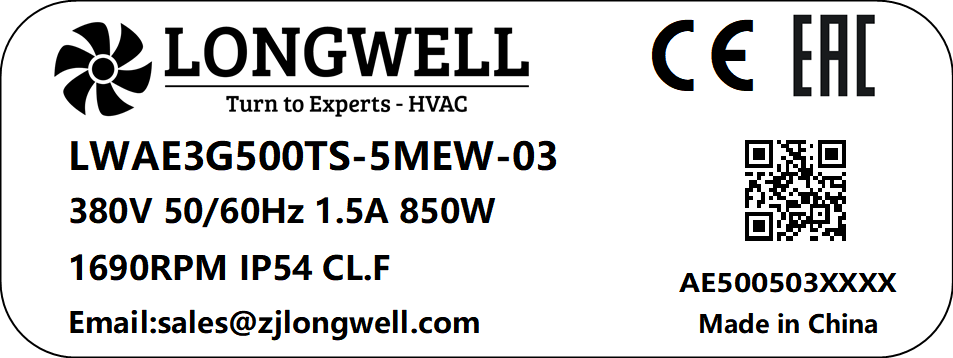 LONGWELL
Turn to Experts - HVAC
CE EAC
LWAE3G500TS-5MEW-03
380V 50/60Hz 1.5A 850W
1690RPM IP54 CL.F
Email:sales@zjlongwell.com
AE500503XXXX
Made in China